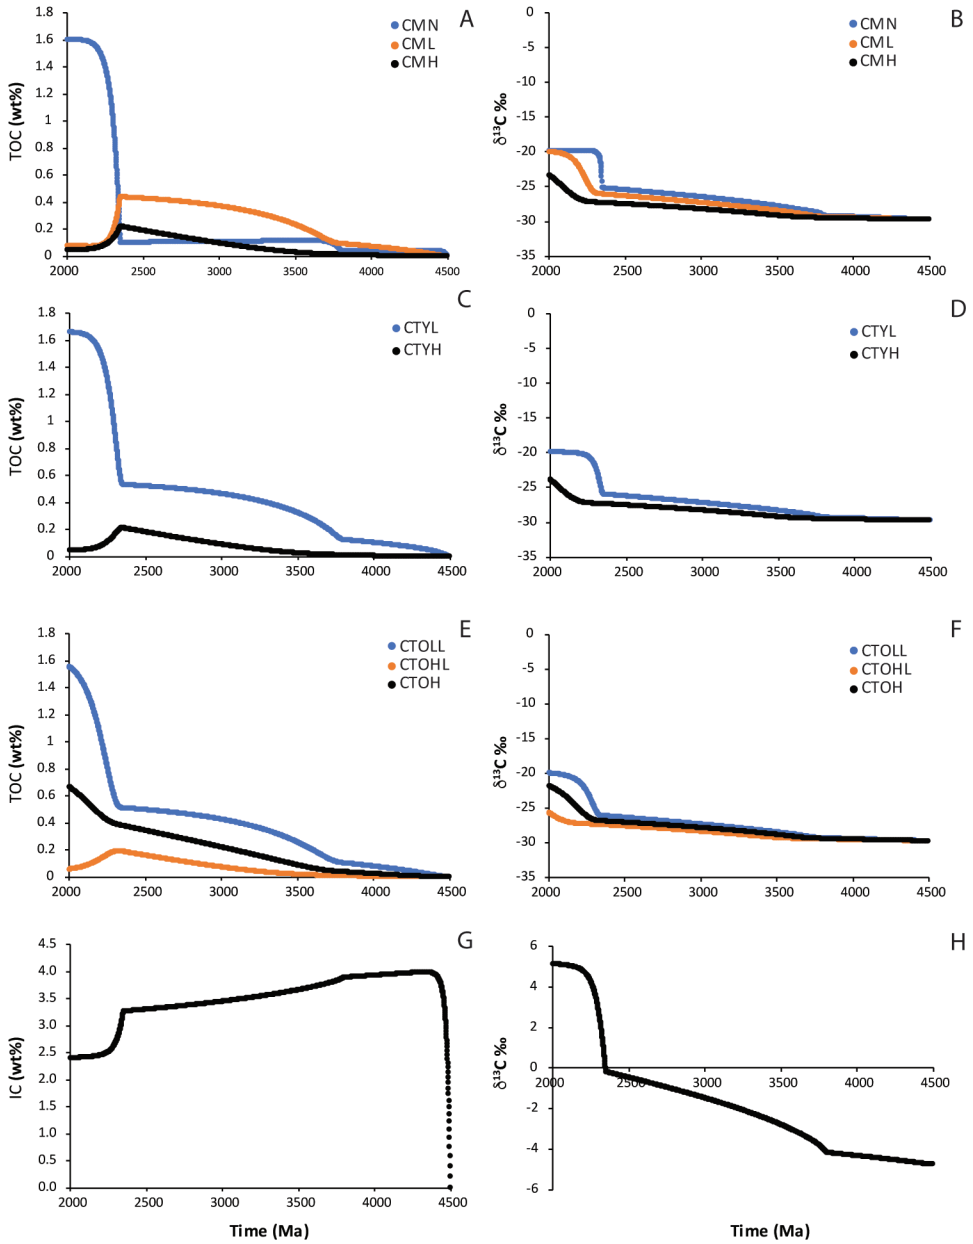 A
TOC (wt%)
1.8
1.6
1.4
1.2
1
0.8
0.6
0.4
0.2
0
2000 2500 3000 3500 4000 4500
CMN
CML
CMH
B
δ¹³C ‰
0
-5
-10
-15
-20
-25
-30
-35
2000 2500 3000 3500 4000 4500
CMN
CML
CMH
C
TOC (wt%)
1.8
1.6
1.4
1.2
1
0.8
0.6
0.4
0.2
0
2000 2500 3000 3500 4000 4500
CTYL
CTYH
D
δ¹³C ‰
0
-5
-10
-15
-20
-25
-30
-35
2000 2500 3000 3500 4000 4500
CTYL
CTYH
E
TOC (wt%)
1.8
1.6
1.4
1.2
1
0.8
0.6
0.4
0.2
0
2000 2500 3000 3500 4000 4500
CTOLL
CTOHL
CTOH
F
δ¹³C ‰
0
-5
-10
-15
-20
-25
-30
-35
2000 2500 3000 3500 4000 4500
CTOLL
CTOHL
CTOH
G
IC (wt%)
4.5
4.0
3.5
3.0
2.5
2.0
1.5
1.0
0.5
0.0
2000 2500 3000 3500 4000 4500
Time (Ma)
H
δ¹³C ‰
6
4
2
0
-2
-4
-6
2000 2500 3000 3500 4000 4500
Time (Ma)